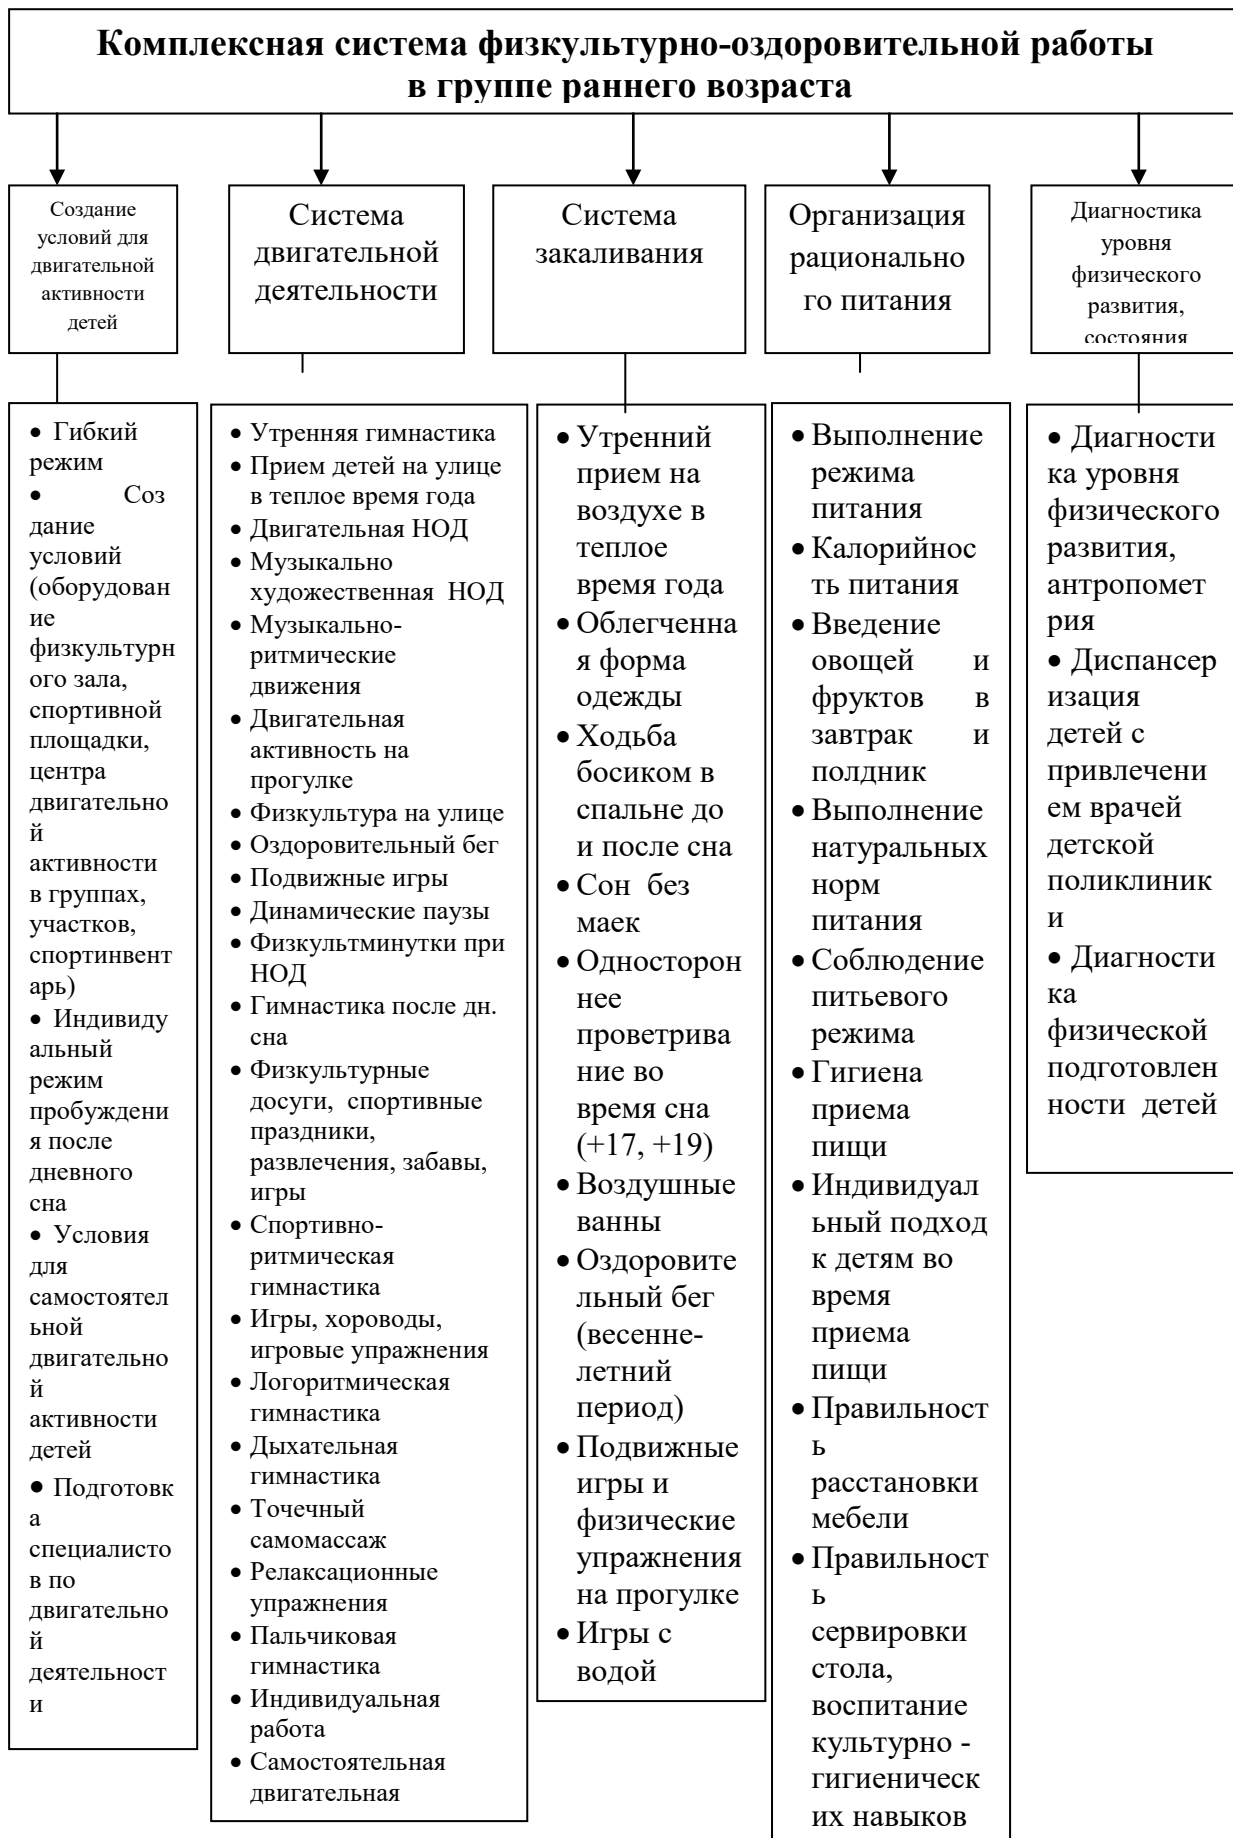 Комплексная система физкультурно-оздоровительной работы
в группе раннего возраста
Создание
условий для
двигательной
активности
детей
Система
двигательной
деятельности
Система
закаливания
Организация
рационально
го питания
Диагностика
уровня
физического
развития,
состояния
• Гибкий
режим
• Соз
дание
условий
(оборудован
ие
физкультурн
ого зала,
спортивной
площадки,
центра
двигательно
й
активности
в группах,
участков,
спортинвент
арь)
• Индивиду
альный
режим
пробуждени
я после
дневного
сна
• Условия
для
самостоятел
ьной
двигательно
й
активности
детей
• Подготовк
а
специалисто
в по
двигательно
й
деятельност
и
• Утренняя гимнастика
• Прием детей на улице
в теплое время года
• Двигательная НОД
• Музыкально
художественная НОД
• Музыкально-
ритмические
движения
• Двигательная
активность на
прогулке
• Физкультура на улице
• Оздоровительный бег
• Подвижные игры
• Динамические паузы
• Физкультминутки при
НОД
• Гимнастика после дн.
сна
• Физкультурные
досуги, спортивные
праздники,
развлечения, забавы,
игры
• Спортивно-
ритмическая
гимнастика
• Игры, хороводы,
игровые упражнения
• Логоритмическая
гимнастика
• Дыхательная
гимнастика
• Точечный
самомассаж
• Релаксационные
упражнения
• Пальчиковая
гимнастика
• Индивидуальная
работа
• Самостоятельная
двигательная
• Утренний
прием на
воздухе в
теплое
время года
• Облегченна
я форма
одежды
• Ходьба
босиком в
спальне до
и после сна
• Сон без
маек
• Односторон
нее
проветрива
ние во
время сна
(+17, +19)
• Воздушные
ванны
• Оздоровите
льный бег
(весенне-
летний
период)
• Подвижные
игры и
физические
упражнения
на прогулке
• Игры с
водой
• Выполнение
режима
питания
• Калорийнос
ть питания
• Введение
овощей и
фруктов в
завтрак и
полдник
• Выполнение
натуральных
норм
питания
• Соблюдение
питьевого
режима
• Гигиена
приема
пищи
• Индивидуал
ьный подход
к детям во
время
приема
пищи
• Правильност
ь
расстановки
мебели
• Правильност
ь
сервировки
стола,
воспитание
культурно -
гигиеническ
их навыков
• Диагности
ка уровня
физического
развития,
антропомет
рия
• Диспансер
изация
детей с
привлечени
ем врачей
детской
поликлиник
и
• Диагности
ка
физической
подготовлен
ности детей